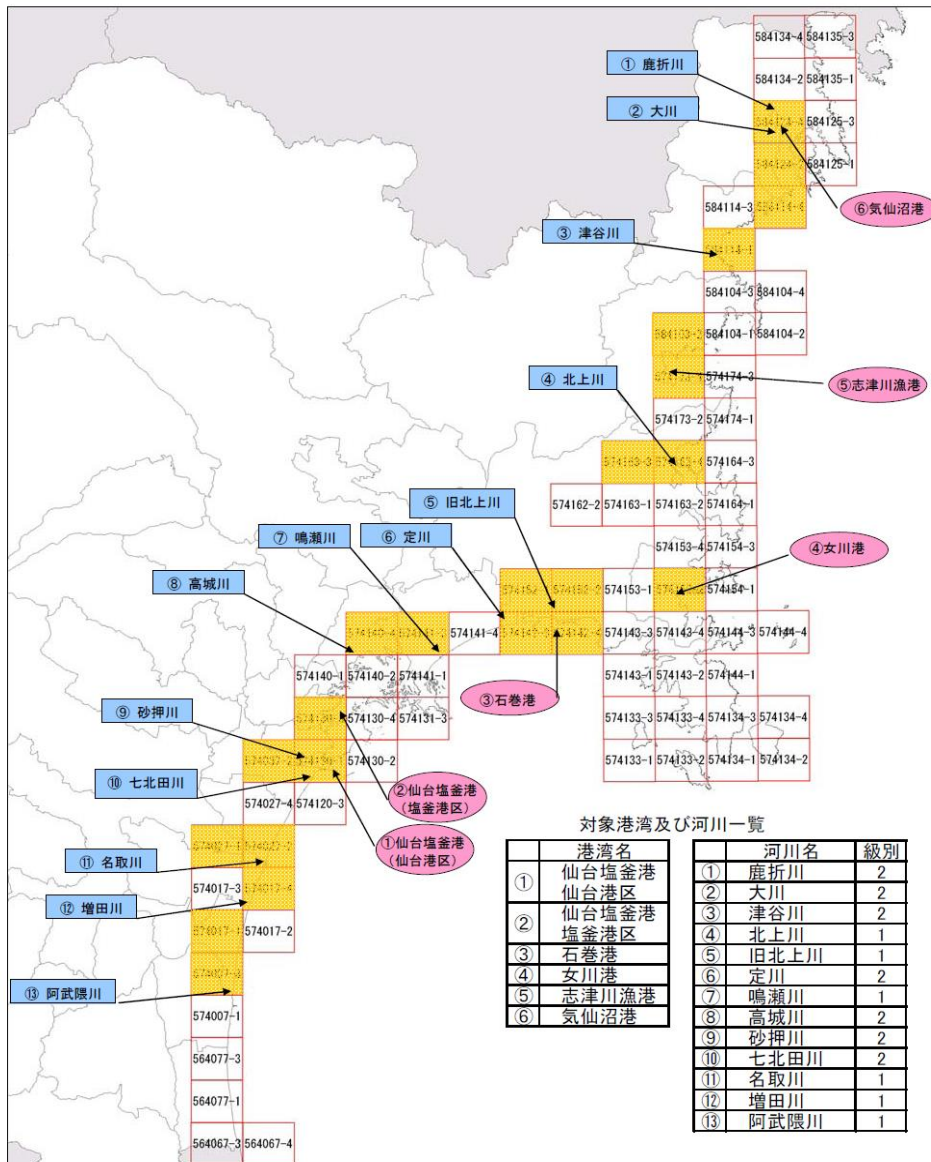 584134-4 584135-3
① 鹿折川
584134-2 584135-1
② 大川
584125-3
584125-1
584114-3
⑥気仙沼港
③ 津谷川
584104-3 584104-4
584104-1 584104-2
④ 北上川
574174-3
⑤志津川漁港
574173-2 574174-1
574164-3
⑤ 旧北上川
574162-2 574163-1 574163-2 574164-1
⑦ 鳴瀬川
⑥ 定川
574153-4 574154-3
④女川港
⑧ 高城川
574153-1 574154-1
574141-4 574143-3 574143-4 574144-3 574144-4
574140-1 574140-2 574141-1 574143-1 574143-2 574144-1
③石巻港
⑨ 砂押川
574130-4 574131-3 574133-3 574133-4 574134-3 574134-4
574130-2 574133-1 574133-2 574134-1 574134-2
⑩ 七北田川
②仙台塩釜港
(塩釜港区)
574027-4 574120-3
①仙台塩釜港
(仙台港区)
⑪ 名取川
574017-3
⑫ 増田川
574017-2
⑬ 阿武隈川
574007-1
564077-3
564077-1
564067-3 564067-4
対象港湾及び河川一覧
港湾名
① 仙台塩釜港
仙台港区
② 仙台塩釜港
塩釜港区
③ 石巻港
④ 女川港
⑤ 志津川漁港
⑥ 気仙沼港
河川名 級別
① 鹿折川 2
② 大川 2
③ 津谷川 2
④ 北上川 1
⑤ 旧北上川 1
⑥ 定川 2
⑦ 鳴瀬川 1
⑧ 高城川 2
⑨ 砂押川 2
⑩ 七北田川 2
⑪ 名取川 1
⑫ 増田川 1
⑬ 阿武隈川 1